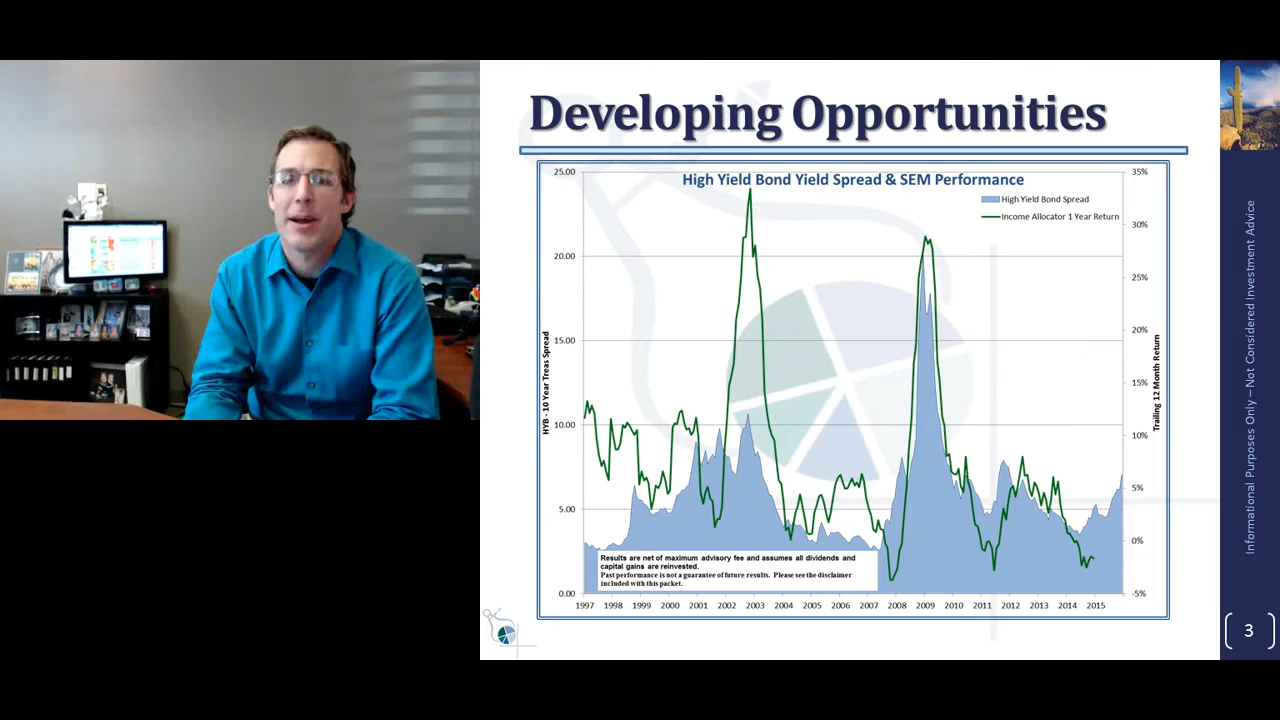 Developing Opportunities
High Yield Bond Yield Spread & SEM Performance
High Yield Bond Spread
Income Allocator 1 Year Return
25.00
20.00
15.00
10.00
5.00
0.00
HYB - 10 Year Treas Spread
35%
30%
25%
20%
15%
10%
5%
0%
-5%
Trailing 12 Month Return
Results are net of maximum advisory fee and assumes all dividends and
capital gains are reinvested.
Past performance is not a guarantee of future results. Please see the disclaimer
included with this packet.
1997 1998 1999 2000 2001 2002 2003 2004 2005 2006 2007 2008 2009 2010 2011 2012 2013 2014 2015
Informational Purposes Only – Not Considered Investment Advice
3